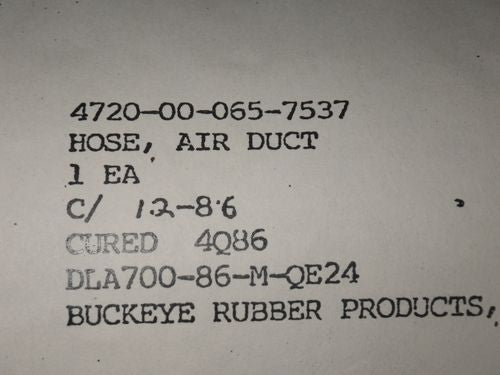 4720-00-065-7537
HOSE, AIR DUCT
1 EA
C/ 12-86
CURED 4Q86
DLA700-86-M-QE24
BUCKEYE RUBBER PRODUCTS,